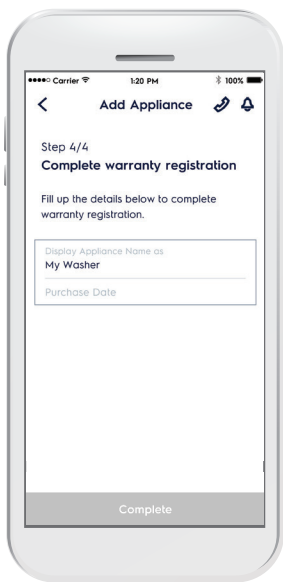 Carrier 1:20 PM 100%
Add Appliance
Step 4/4
Complete warranty registration
Fill up the details below to complete
warranty registration.
Display Appliance Name as
My Washer
Purchase Date
Complete